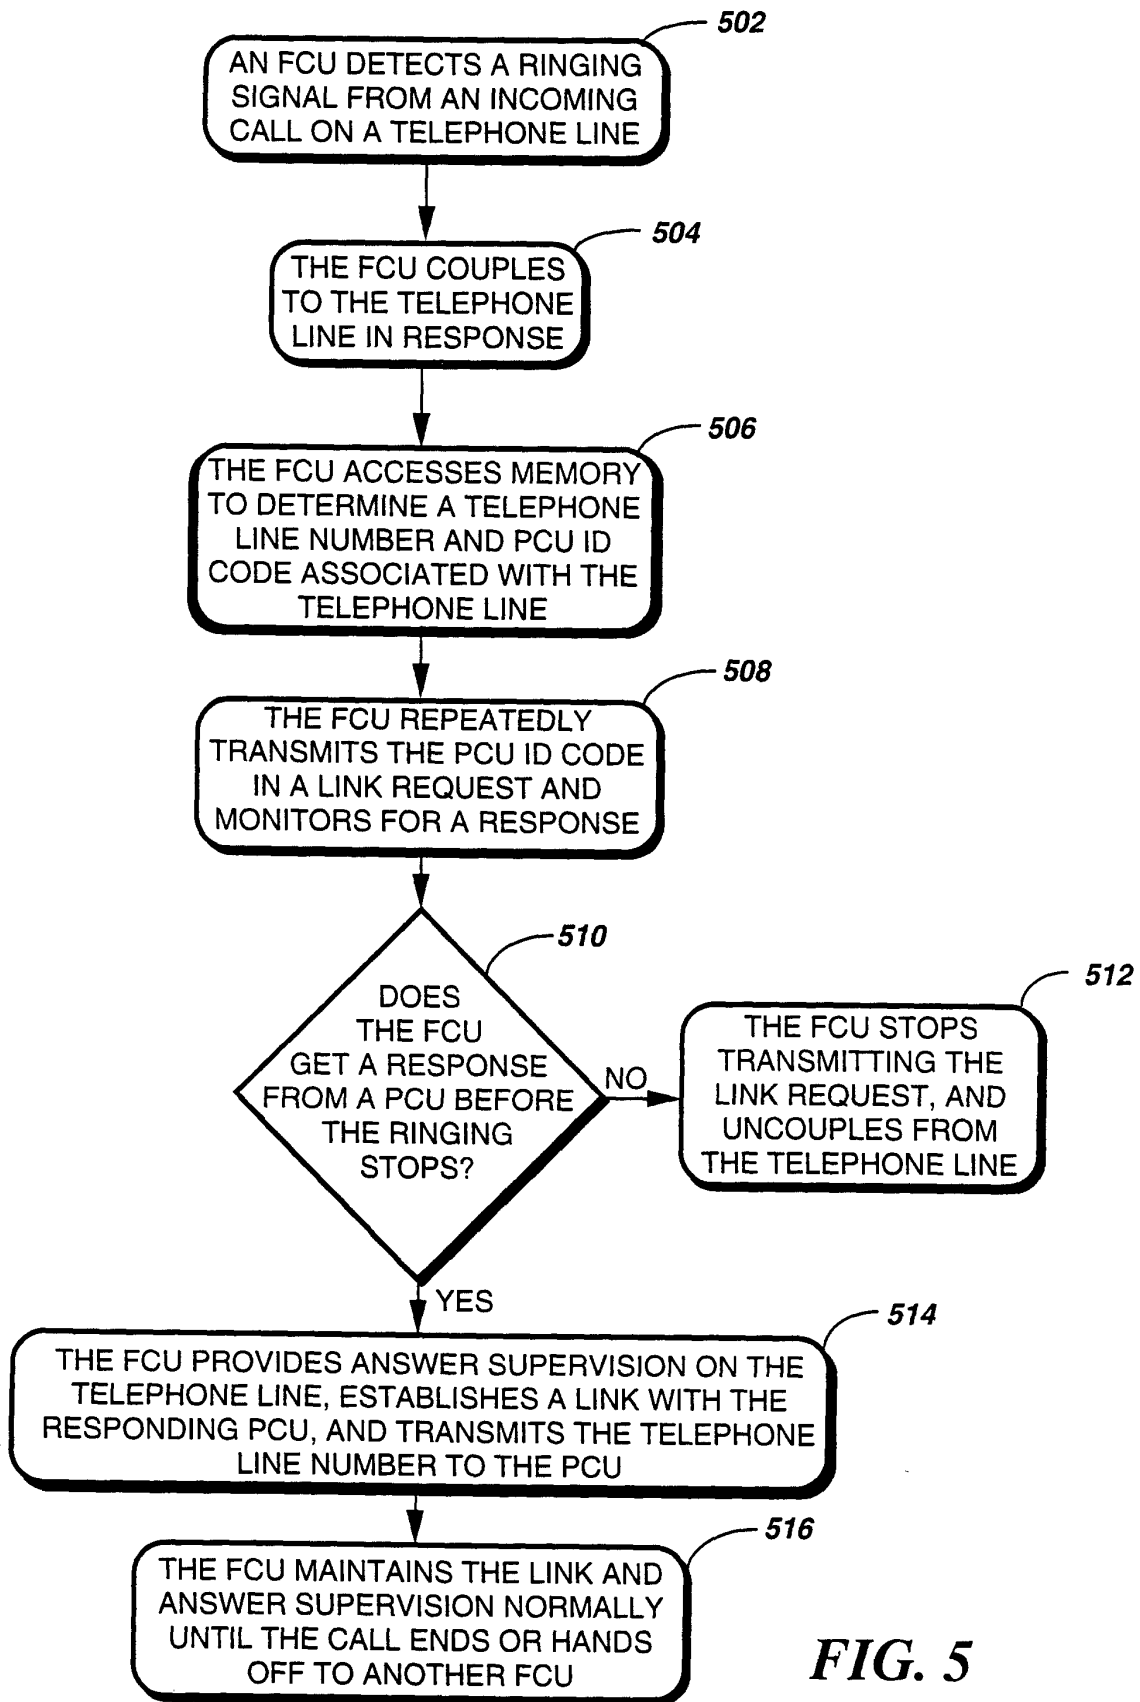 502
AN FCU DETECTS A RINGING
SIGNAL FROM AN INCOMING
CALL ON A TELEPHONE LINE
504
THE FCU COUPLES
TO THE TELEPHONE
LINE IN RESPONSE
506
THE FCU ACCESSES MEMORY
TO DETERMINE A TELEPHONE
LINE NUMBER AND PCU ID
CODE ASSOCIATED WITH THE
TELEPHONE LINE
508
THE FCU REPEATEDLY
TRANSMITS THE PCU ID CODE
IN A LINK REQUEST AND
MONITORS FOR A RESPONSE
510
DOES
THE FCU
GET A RESPONSE
FROM A PCU BEFORE
THE RINGING
STOPS?
NO
512
THE FCU STOPS
TRANSMITTING THE
LINK REQUEST, AND
UNCOUPLES FROM
THE TELEPHONE LINE
YES
514
THE FCU PROVIDES ANSWER SUPERVISION ON THE
TELEPHONE LINE, ESTABLISHES A LINK WITH THE
RESPONDING PCU, AND TRANSMITS THE TELEPHONE
LINE NUMBER TO THE PCU
516
THE FCU MAINTAINS THE LINK AND
ANSWER SUPERVISION NORMALLY
UNTIL THE CALL ENDS OR HANDS
OFF TO ANOTHER FCU
FIG. 5